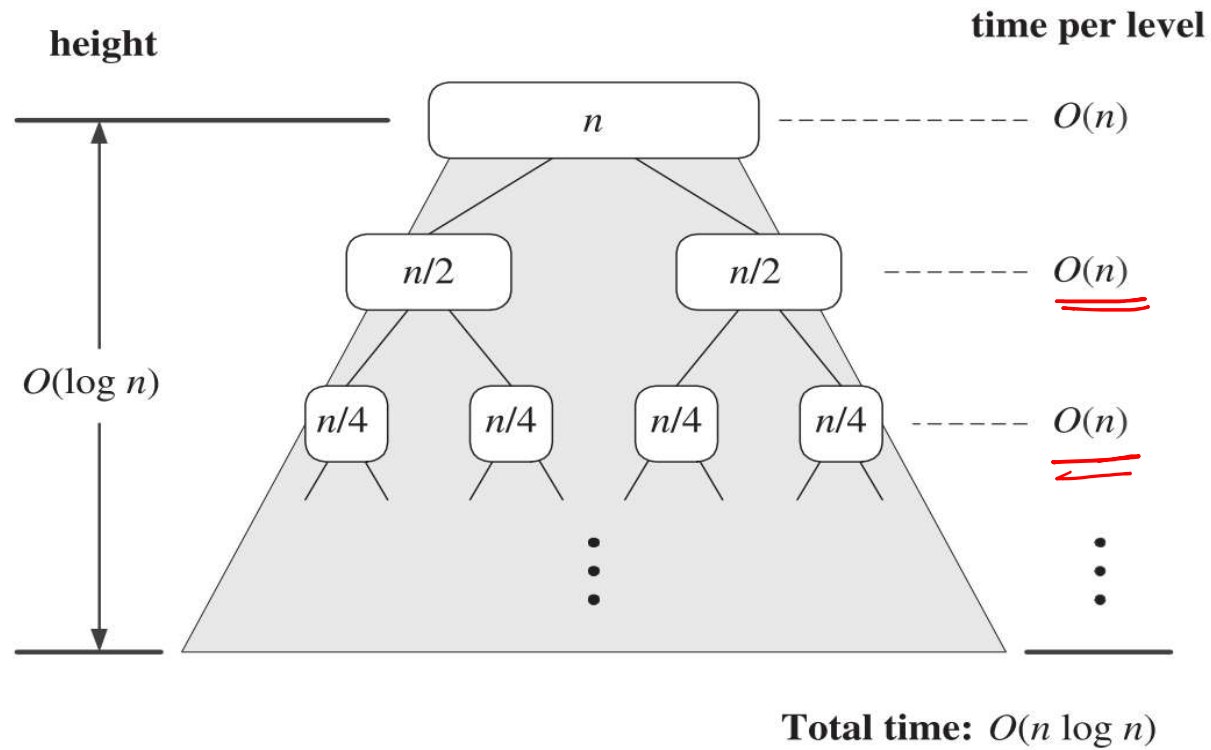 height
time per level
n
O(n)
n/2
n/2
O(n)
O(log n)
n/4
n/4
n/4
n/4
O(n)
Total time: O(n log n)